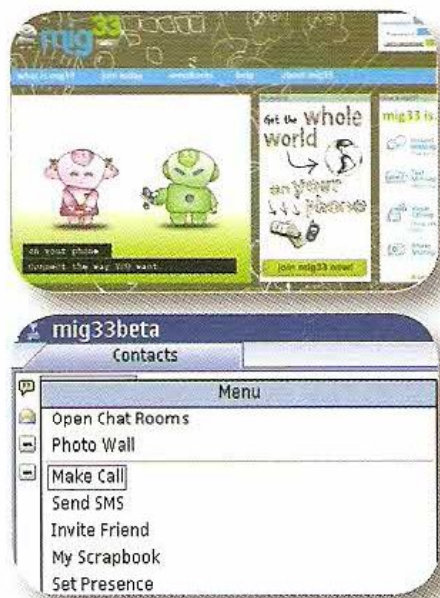 mig33
what is mig33 join today help about mig33
Get the whole
world
on your
phone
join mig33 now!
mig33 is
on your phone
Connect the way YOU want
mig33beta
Contacts
Menu
Open Chat Rooms
Photo Wall
Make Call
Send SMS
Invite Friend
My Scrapbook
Set Presence